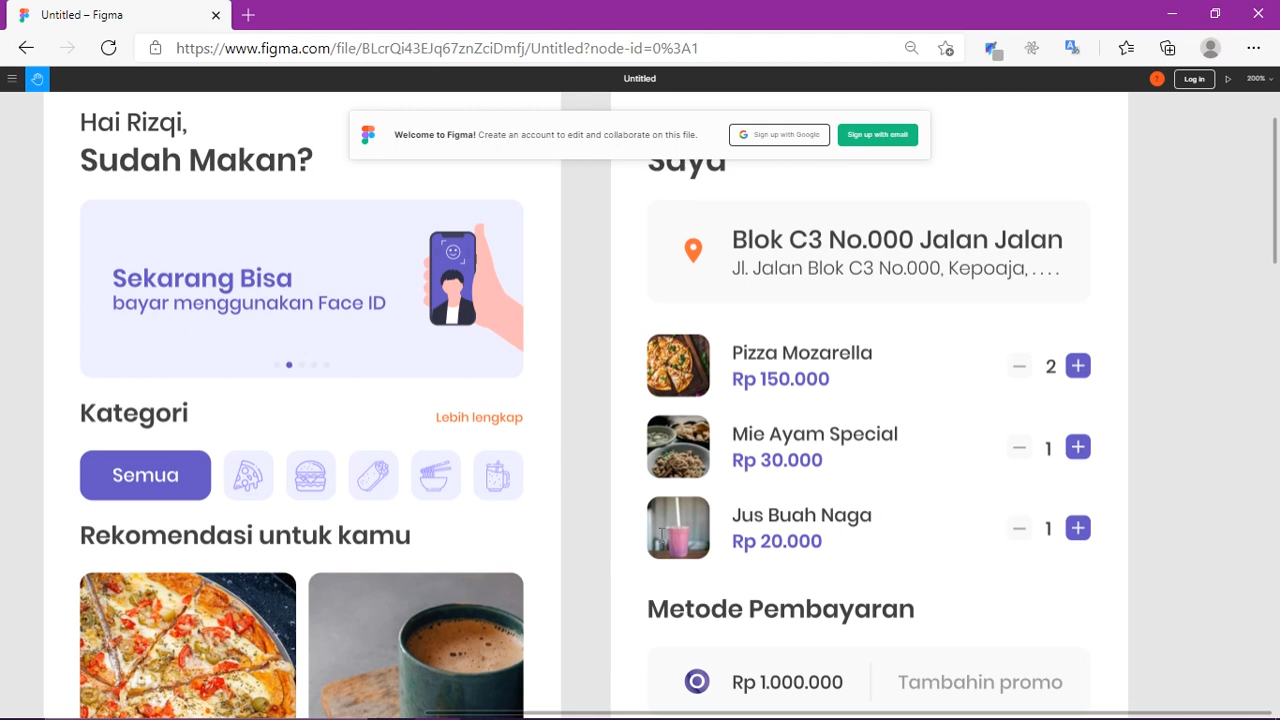 Untitled – Figma
https://www.figma.com/file/BLcrQi43EJq67znZciDmfj/Untitled?node-id=0%3A1
Untitled
Log in
200%
Welcome to Figma! Create an account to edit and collaborate on this file.
Sign up with Google
Sign up with email
Hai Rizqi,
Sudah Makan?
Sekarang Bisa
bayar menggunakan Face ID
Kategori
Lebih lengkap
Semua
Rekomendasi untuk kamu
Saya
Blok C3 No.000 Jalan Jalan
Jl. Jalan Blok C3 No.000, Kepoaja, . . . .
Pizza Mozarella
Rp 150.000
2
Mie Ayam Special
Rp 30.000
1
Jus Buah Naga
Rp 20.000
1
Metode Pembayaran
Rp 1.000.000
Tambahin promo